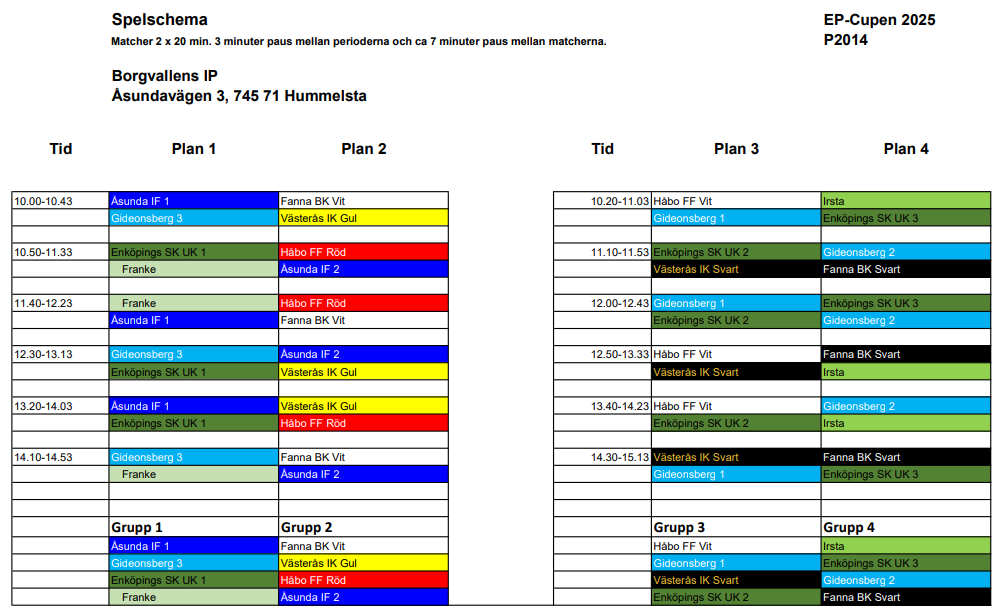 Spelschema
EP-Cupen 2025
Matcher 2 x 20 min. 3 minuter paus mellan perioderna och ca 7 minuter paus mellan matcherna.
P2014
Borgvallens IP
Åsundavägen 3, 745 71 Hummelsta
Tid Plan 1 Plan 2 Tid Plan 3 Plan 4
10.00-10.43 Åsunda IF 1 Fanna BK Vit 10.20-11.03 Håbo FF Vit Irsta
Gideonsberg 3 Västerås IK Gul Gideonsberg 1 Enköpings SK UK 3
10.50-11.33 Enköpings SK UK 1 Håbo FF Röd 11.10-11.53 Enköpings SK UK 2 Gideonsberg 2
Franke Åsunda IF 2 Västerås IK Svart Fanna BK Svart
11.40-12.23 Franke Håbo FF Röd 12.00-12.43 Gideonsberg 1 Enköpings SK UK 3
Åsunda IF 1 Fanna BK Vit Enköpings SK UK 2 Gideonsberg 2
12.30-13.13 Gideonsberg 3 Åsunda IF 2 12.50-13.33 Håbo FF Vit Fanna BK Svart
Enköpings SK UK 1 Västerås IK Gul Västerås IK Svart Irsta
13.20-14.03 Åsunda IF 1 Västerås IK Gul 13.40-14.23 Håbo FF Vit Gideonsberg 2
Enköpings SK UK 1 Håbo FF Röd Enköpings SK UK 2 Irsta
14.10-14.53 Gideonsberg 3 Fanna BK Vit 14.30-15.13 Västerås IK Svart Fanna BK Svart
Franke Åsunda IF 2 Gideonsberg 1 Enköpings SK UK 3
Grupp 1 Grupp 2 Grupp 3 Grupp 4
Åsunda IF 1 Fanna BK Vit Håbo FF Vit Irsta
Gideonsberg 3 Västerås IK Gul Gideonsberg 1 Enköpings SK UK 3
Enköpings SK UK 1 Håbo FF Röd Västerås IK Svart Gideonsberg 2
Franke Åsunda IF 2 Enköpings SK UK 2 Fanna BK Svart